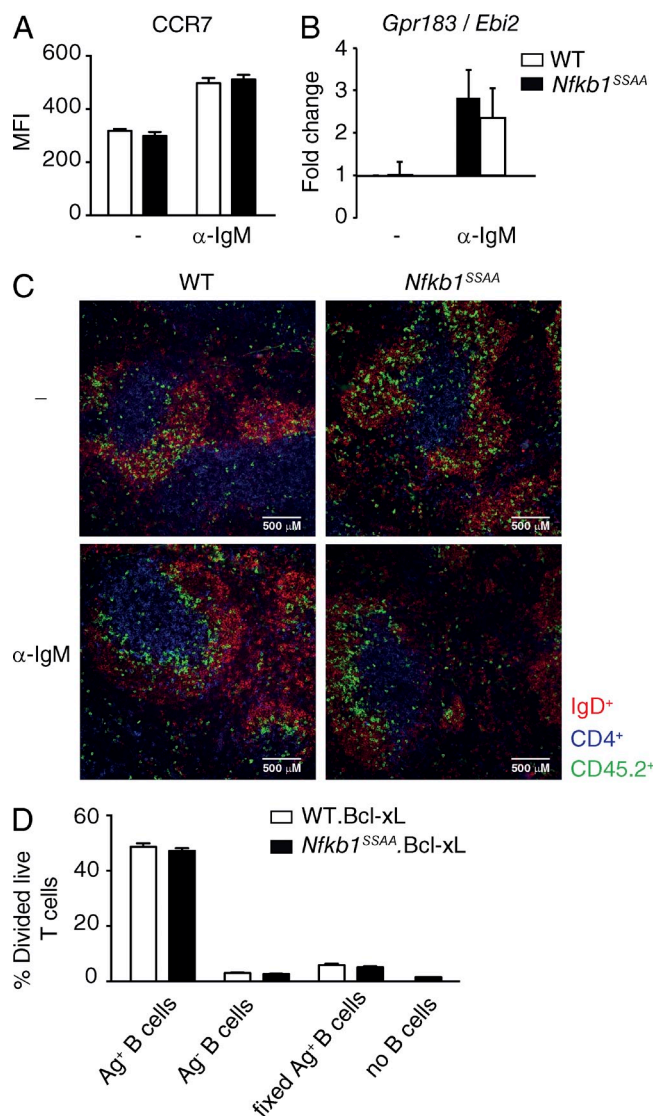 A
CCR7
MFI
600
400
200
0
-
α-IgM
B
Gpr183 / Ebi2
Fold change
4
3
2
1
1
0
-
α-IgM
WT
Nfkb1SSAA
C
WT
Nfkb1SSAA
–
500 μM
500 μM
α-IgM
500 μM
500 μM
IgD+
CD4+
CD45.2+
D
% Divided live
T cells
60
40
20
0
WT.Bcl-xL
Nfkb1SSAA.Bcl-xL
Ag+ B cells
Ag- B cells
fixed Ag+ B cells
no B cells